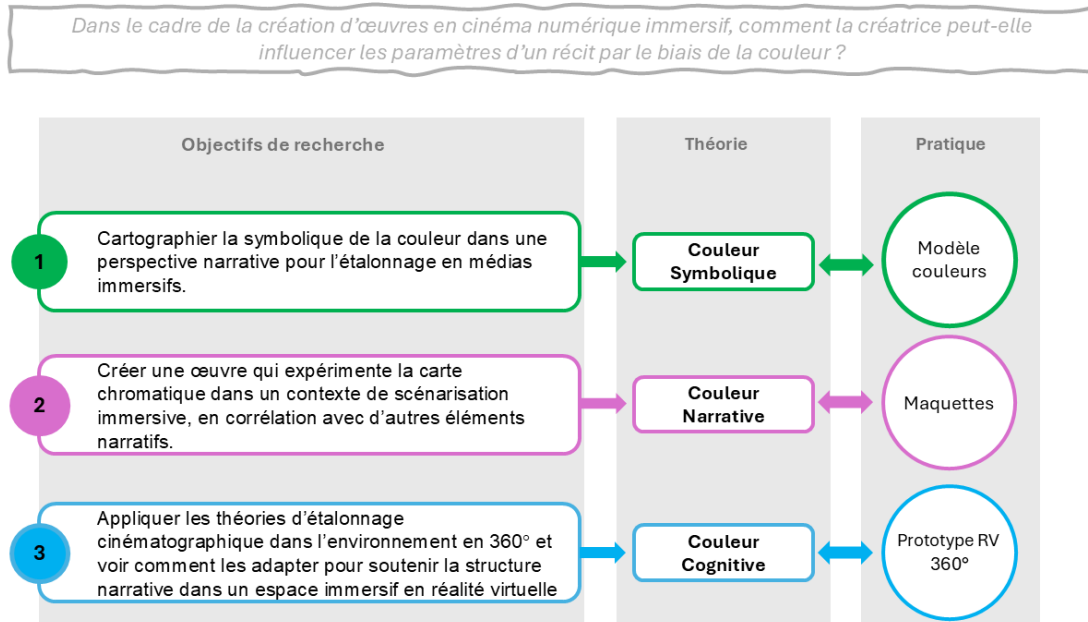 Dans le cadre de la création d’œuvres en cinéma numérique immersif, comment la créatrice peut-elle
influencer les paramètres d’un récit par le biais de la couleur ?
Objectifs de recherche
Théorie
Pratique
1
Cartographier la symbolique de la couleur dans une
perspective narrative pour l’étalonnage en médias
immersifs.
Couleur
Symbolique
Modèle
couleurs
2
Créer une œuvre qui expérimente la carte
chromatique dans un contexte de scénarisation
immersive, en corrélation avec d’autres éléments
narratifs.
Couleur
Narrative
Maquettes
3
Appliquer les théories d’étalonnage
cinématographique dans l’environnement en 360° et
voir comment les adapter pour soutenir la structure
narrative dans un espace immersif en réalité virtuelle
Couleur
Cognitive
Prototype RV
360°